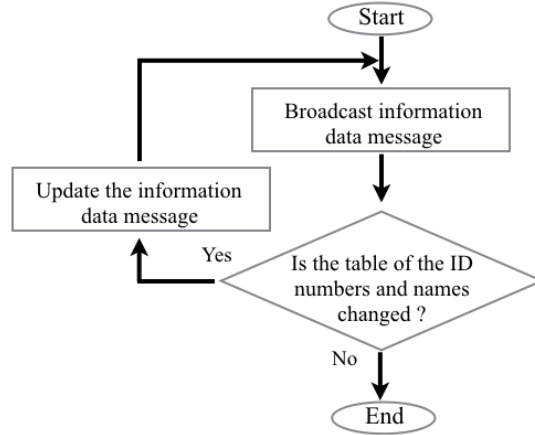 Start
Broadcast information
data message
Update the information
data message
Yes
Is the table of the ID
numbers and names
changed ?
No
End